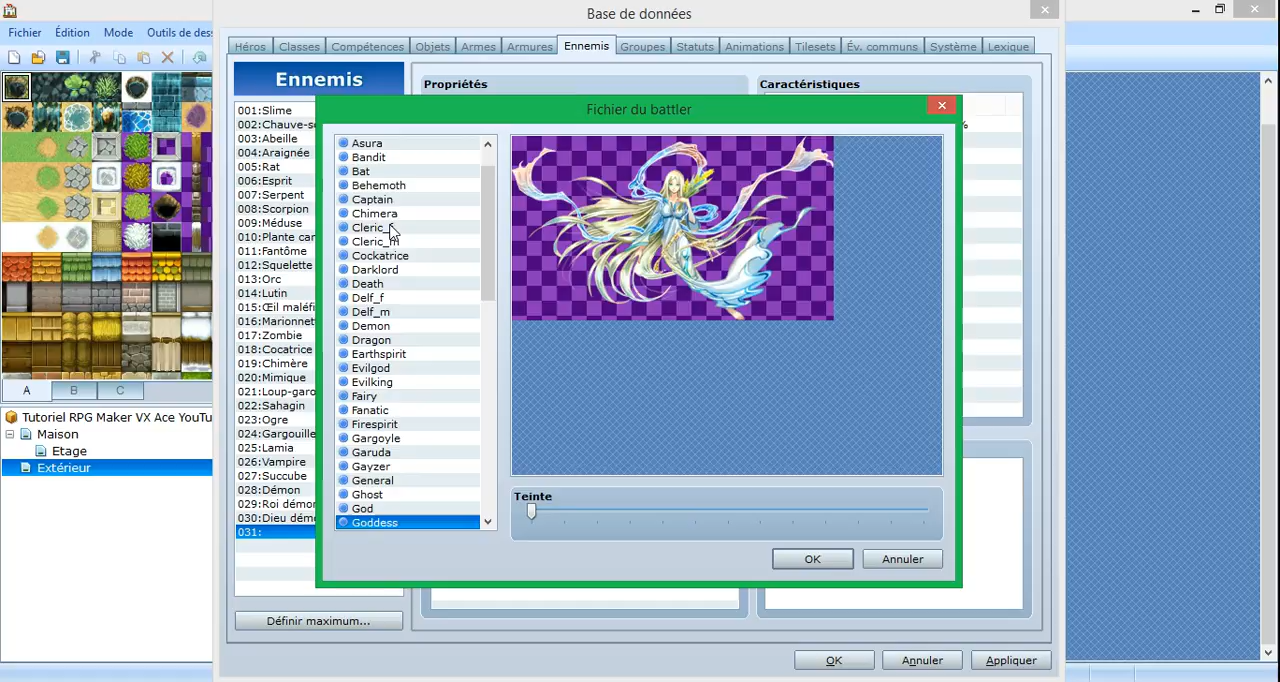 Base de données
Fichier Édition Mode Outils de des
Héros Classes Compétences Objets Armes Armures Ennemis Groupes Statuts Animations Tilesets Év. communs Système Lexique
Ennemis
Propriétés
Caractéristiques
001:Slime
002:Chauve-s
003:Abeille
004:Araignée
005:Rat
006:Esprit
007:Serpent
008:Scorpion
009:Méduse
010:Plante car
011:Fantôme
012:Squelette
013:Orc
014:Lutin
015:Œil maléfi
016:Marionnet
017:Zombie
018:Cocatrice
019:Chimère
020:Mimique
021:Loup-garo
022:Sahagin
023:Ogre
024:Gargouille
025:Lamia
026:Vampire
027:Succube
028:Démon
029:Roi démor
030:Dieu dém
031:
Définir maximum...
Fichier du battler
Asura
Bandit
Bat
Behemoth
Captain
Chimera
Cleric_
Cleric_m
Cockatrice
Darklord
Death
Delf_f
Delf_m
Demon
Dragon
Earthspirit
Evilgod
Evilking
Fairy
Fanatic
Firespirit
Gargoyle
Garuda
Gayzer
General
Ghost
God
Goddess
Teinte
OK Annuler
%
A B C
Tutoriel RPG Maker VX Ace YouTu
Maison
Etage
Extérieur
OK Annuler Appliquer